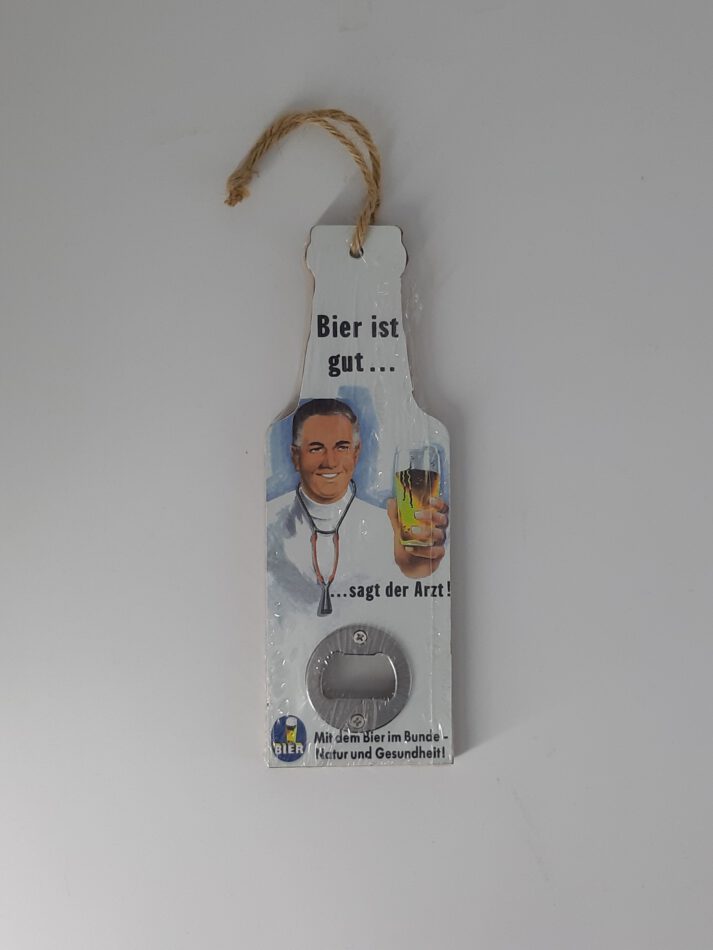 Bier ist
gut...
...sagt der Arzt!
BIER
Mit dem Bier im Bunde -
Natur und Gesundheit!